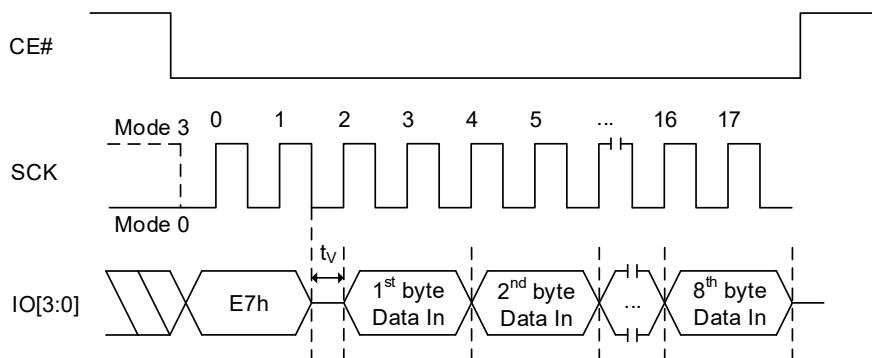 CE#
Mode 3
0 1 2 3 4 5 ... 16 17
SCK
Mode 0
tV
IO[3:0]
E7h
1st byte
Data In
2nd byte
Data In
...
8th byte
Data In